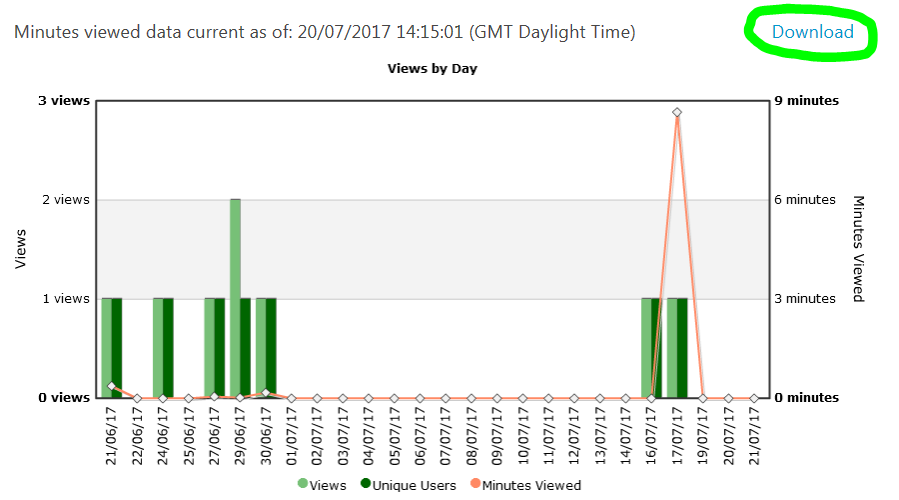 Minutes viewed data current as of: 20/07/2017 14:15:01 (GMT Daylight Time)
Download
Views by Day
3 views
9 minutes
2 views
6 minutes
1 views
3 minutes
0 views
0 minutes
Views
Minutes Viewed
21/06/17
22/06/17
24/06/17
25/06/17
27/06/17
29/06/17
30/06/17
01/07/17
02/07/17
03/07/17
04/07/17
05/07/17
06/07/17
07/07/17
08/07/17
09/07/17
10/07/17
11/07/17
12/07/17
13/07/17
14/07/17
16/07/17
17/07/17
19/07/17
20/07/17
21/07/17
Views Unique Users Minutes Viewed